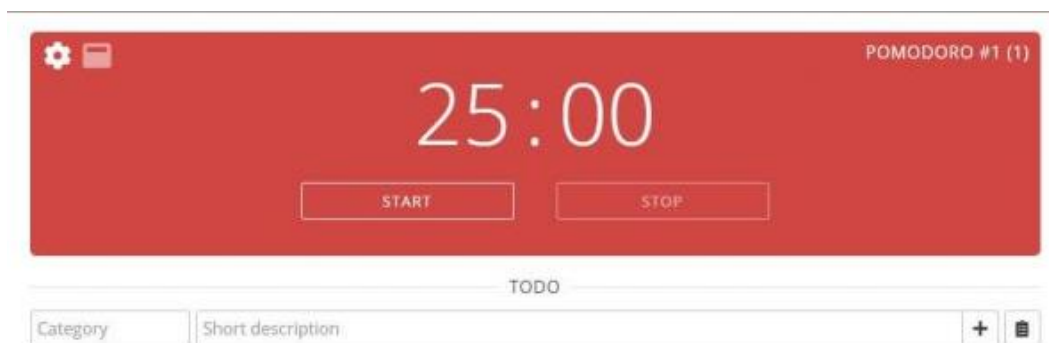 POMODORO #1 (1)
25:00
START STOP
TODO
Category Short description